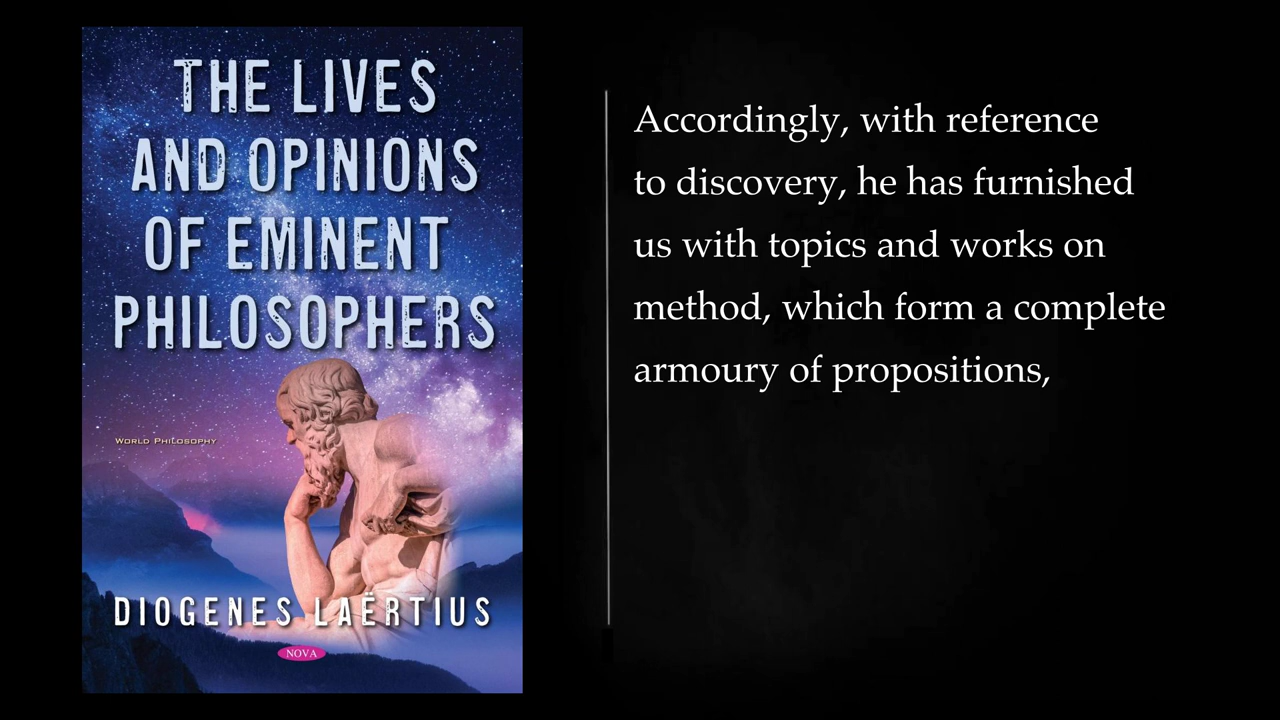 THE LIVES
AND OPINIONS
OF EMINENT
PHILOSOPHERS
WORLD PHILOSOPHY
DIOGENES LAËRTIUS
NOVA
Accordingly, with reference
to discovery, he has furnished
us with topics and works on
method, which form a complete
armoury of propositions,